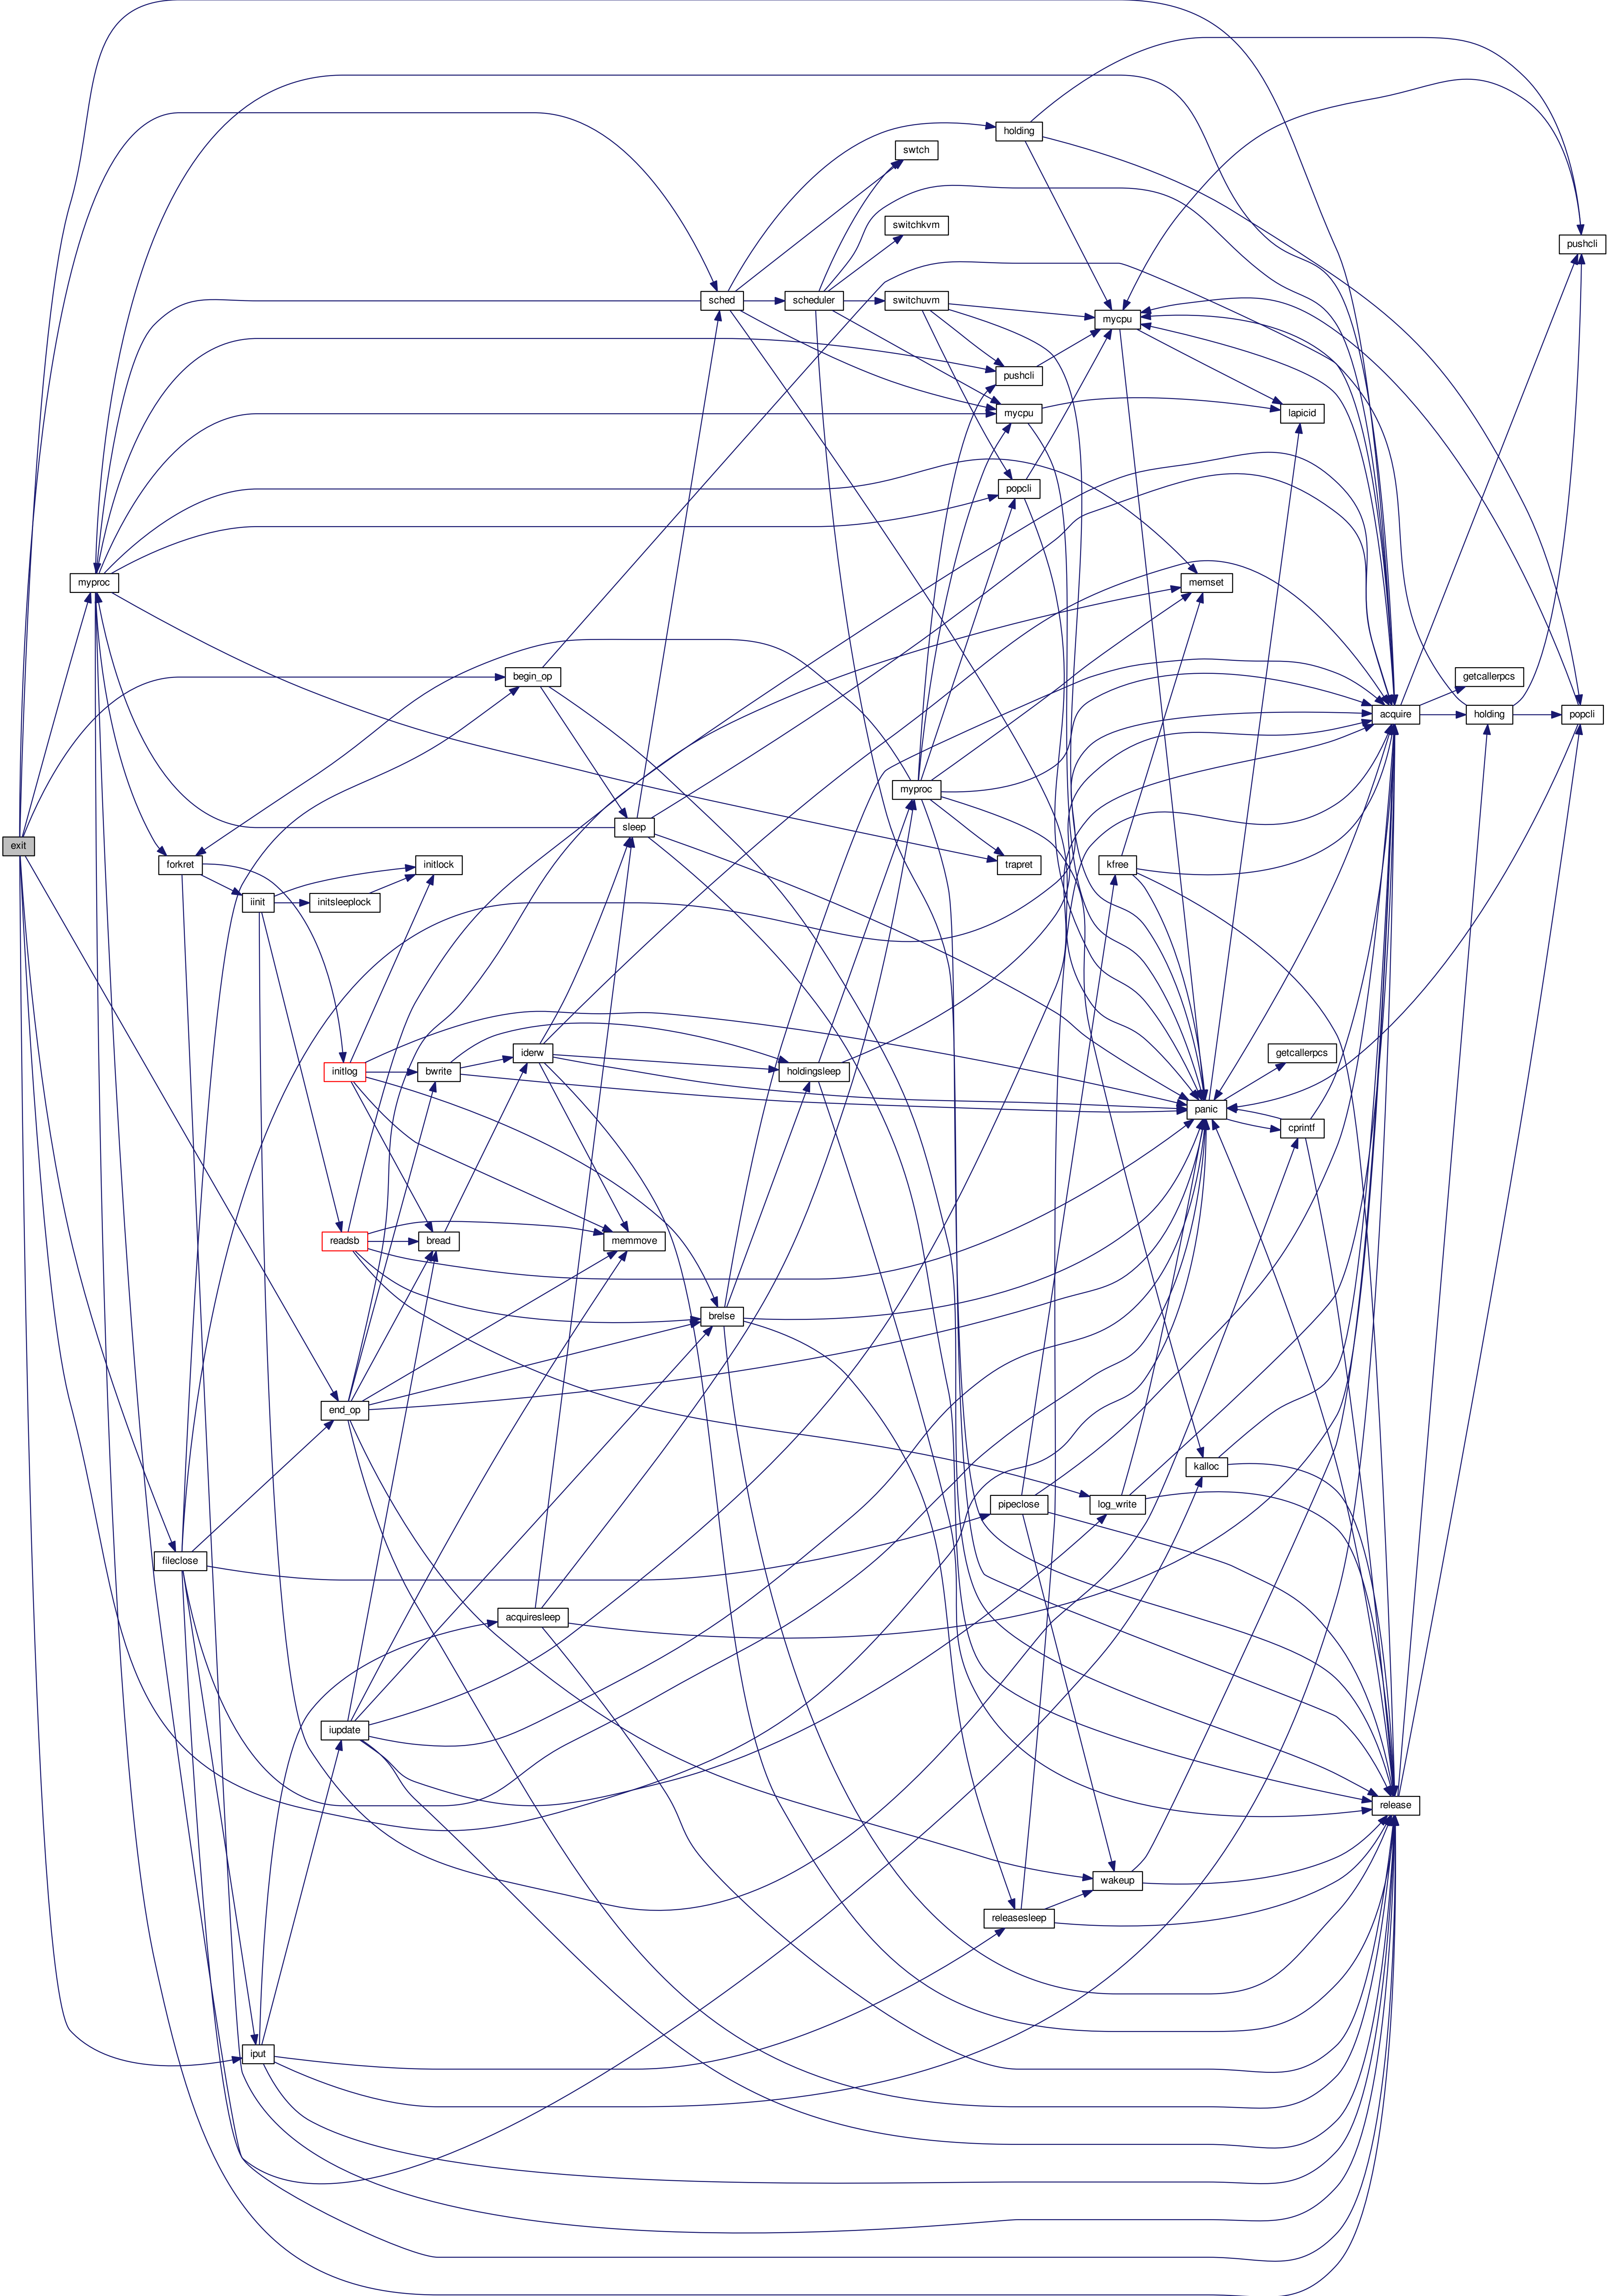 holding
swtch
switchkvm
pushcli
sched
scheduler
switchuvm
mycpu
pushcli
mycpu
lapicid
popcli
myproc
memset
begin_op
getcallerpcs
acquire
holding
popcli
myproc
sleep
exit
forkret
initlock
trapret
kfree
iinit
initsleeplock
iderw
getcallerpcs
initlog
bwrite
holdingsleep
panic
cprintf
readsb
bread
memmove
brelse
end_op
kalloc
pipeclose
log_write
fileclose
acquiresleep
iupdate
release
wakeup
releasesleep
iput